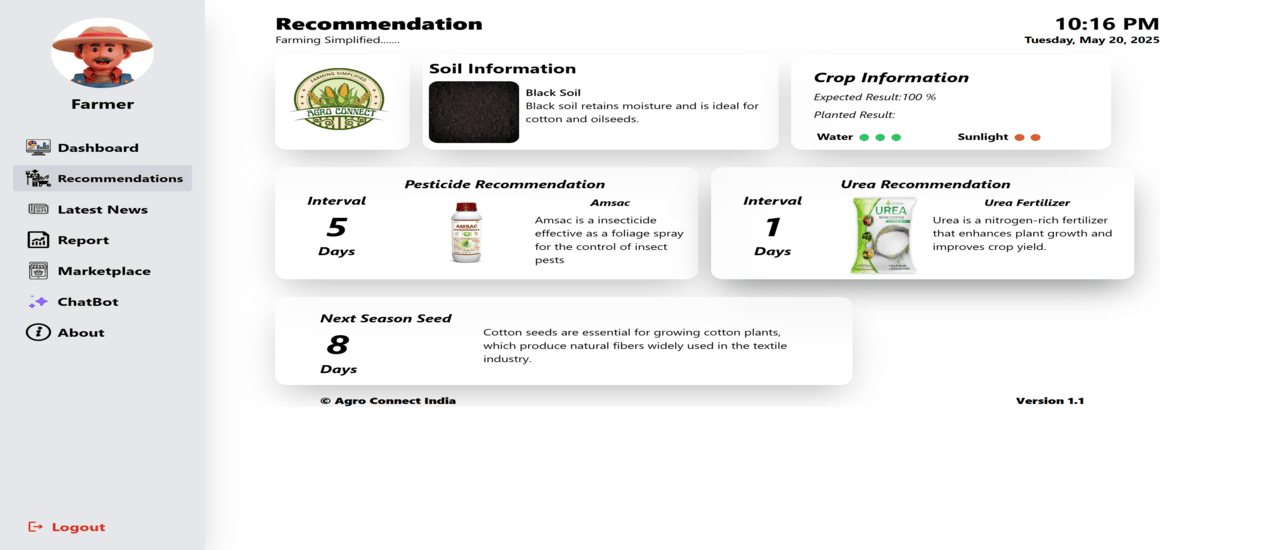 Farmer
Dashboard
Recommendations
Latest News
Report
Marketplace
ChatBot
About
Logout
Recommendation
Farming Simplified.......
10:16 PM
Tuesday, May 20, 2025
FARMING SIMPLIFIED
AGRO CONNECT
Soil Information
Black Soil
Black soil retains moisture and is ideal for
cotton and oilseeds.
Crop Information
Expected Result:100 %
Planted Result:
Water
Sunlight
Pesticide Recommendation
Interval
5
Days
AMSAC
Amsac
Amsac is a insecticide
effective as a foliage spray
for the control of insect
pests
Urea Recommendation
Interval
1
Days
UREA
Urea Fertilizer
Urea is a nitrogen-rich fertilizer
that enhances plant growth and
improves crop yield.
Next Season Seed
8
Days
Cotton seeds are essential for growing cotton plants,
which produce natural fibers widely used in the textile
industry.
© Agro Connect India
Version 1.1